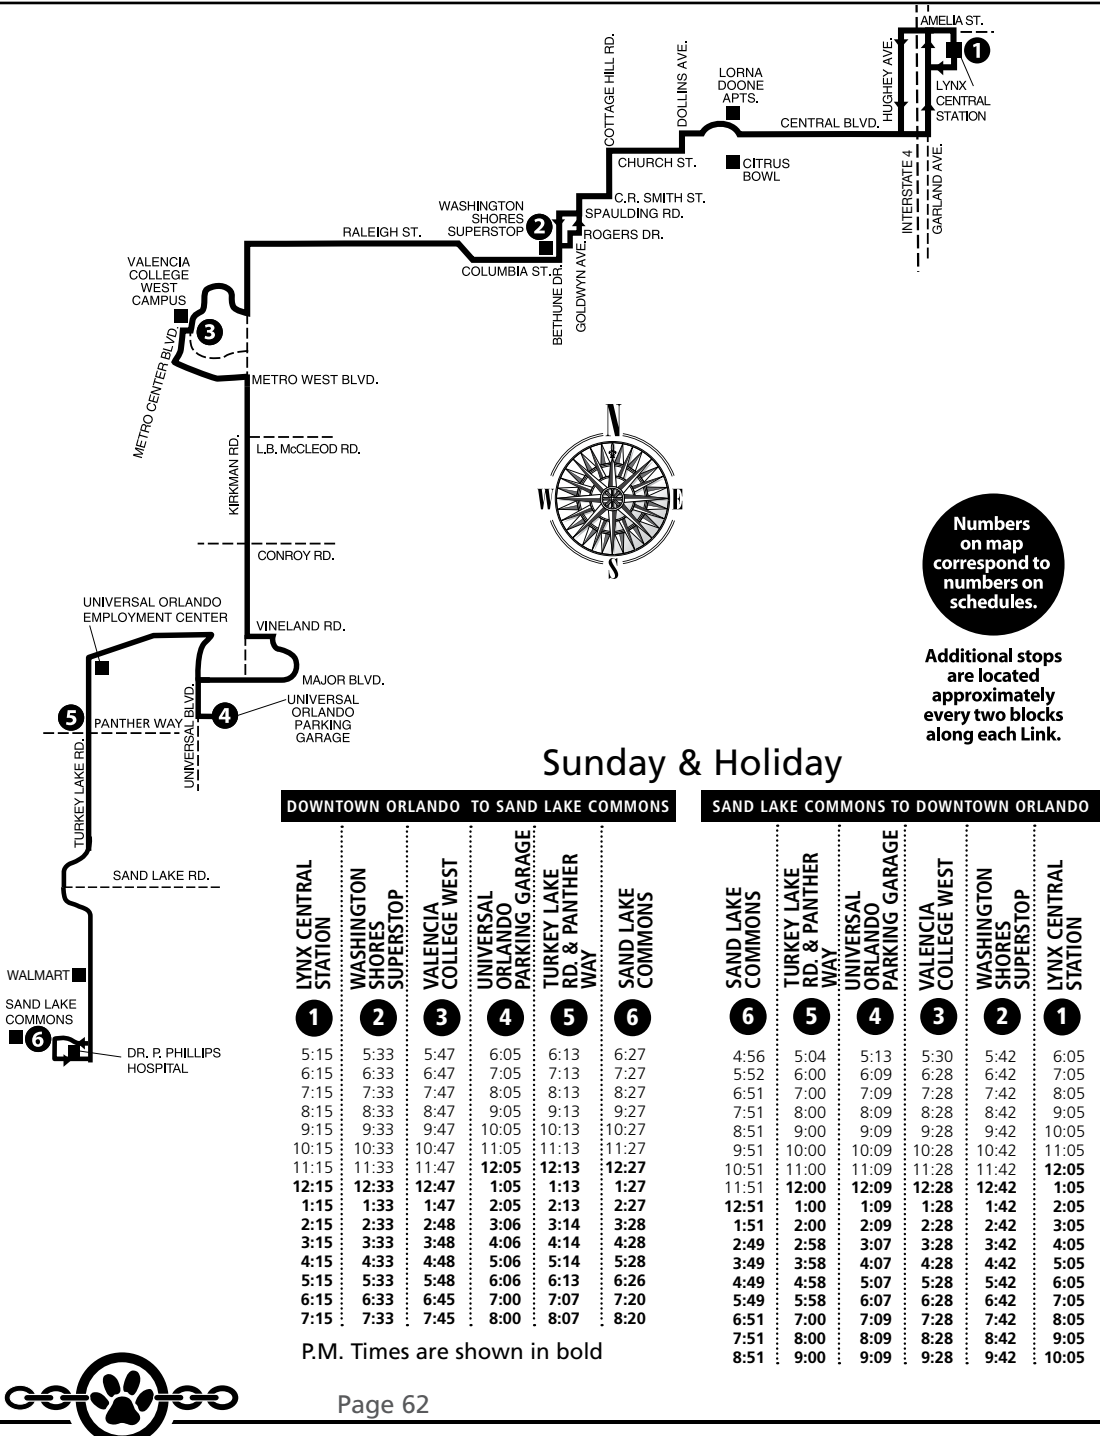 AMELIA ST.
HUGHEY AVE.
1
LYNX
CENTRAL
STATION
COTTAGE HILL RD.
DOLLINS AVE.
LORNA
DOONE
APTS.
CENTRAL BLVD.
CHURCH ST.
CITRUS
BOWL
INTERSTATE 4
GARLAND AVE.
C.R. SMITH ST.
SPAULDING RD.
ROGERS DR.
WASHINGTON
SHORES
SUPERSTOP
2
RALEIGH ST.
COLUMBIA ST.
BETHUNE DR.
GOLDWYN AVE.
VALENCIA
COLLEGE
WEST
CAMPUS
3
METRO CENTER BLVD.
METRO WEST BLVD.
KIRKMAN RD.
L.B. McCLEOD RD.
CONROY RD.
N
W
E
S
Numbers
on map
correspond to
numbers on
schedules.
Additional stops
are located
approximately
every two blocks
along each Link.
UNIVERSAL ORLANDO
EMPLOYMENT CENTER
VINELAND RD.
MAJOR BLVD.
UNIVERSAL BLVD.
4
UNIVERSAL
ORLANDO
PARKING
GARAGE
5
PANTHER WAY
TURKEY LAKE RD.
SAND LAKE RD.
WALMART
SAND LAKE
COMMONS
6
DR. P. PHILLIPS
HOSPITAL
Sunday & Holiday
DOWNTOWN ORLANDO TO SAND LAKE COMMONS
LYNX CENTRAL
STATION
WASHINGTON
SHORES
SUPERSTOP
VALENCIA
COLLEGE WEST
UNIVERSAL
ORLANDO
PARKING GARAGE
TURKEY LAKE
RD. & PANTHER
WAY
SAND LAKE
COMMONS
1 2 3 4 5 6
5:15 5:33 5:47 6:05 6:13 6:27
6:15 6:33 6:47 7:05 7:13 7:27
7:15 7:33 7:47 8:05 8:13 8:27
8:15 8:33 8:47 9:05 9:13 9:27
9:15 9:33 9:47 10:05 10:13 10:27
10:15 10:33 10:47 11:05 11:13 11:27
11:15 11:33 11:47 12:05 12:13 12:27
12:15 12:33 12:47 1:05 1:13 1:27
1:15 1:33 1:47 2:05 2:13 2:27
2:15 2:33 2:48 3:06 3:14 3:28
3:15 3:33 3:48 4:06 4:14 4:28
4:15 4:33 4:48 5:06 5:14 5:28
5:15 5:33 5:48 6:06 6:13 6:26
6:15 6:33 6:45 7:00 7:07 7:20
7:15 7:33 7:45 8:00 8:07 8:20
SAND LAKE COMMONS TO DOWNTOWN ORLANDO
SAND LAKE
COMMONS
TURKEY LAKE
RD. & PANTHER
WAY
UNIVERSAL
ORLANDO
PARKING GARAGE
VALENCIA
COLLEGE WEST
WASHINGTON
SHORES
SUPERSTOP
LYNX CENTRAL
STATION
6 5 4 3 2 1
4:56 5:04 5:13 5:30 5:42 6:05
5:52 6:00 6:09 6:28 6:42 7:05
6:51 7:00 7:09 7:28 7:42 8:05
7:51 8:00 8:09 8:28 8:42 9:05
8:51 9:00 9:09 9:28 9:42 10:05
9:51 10:00 10:09 10:28 10:42 11:05
10:51 11:00 11:09 11:28 11:42 12:05
11:51 12:00 12:09 12:28 12:42 1:05
12:51 1:00 1:09 1:28 1:42 2:05
1:51 2:00 2:09 2:28 2:42 3:05
2:49 2:58 3:07 3:28 3:42 4:05
3:49 3:58 4:07 4:28 4:42 5:05
4:49 4:58 5:07 5:28 5:42 6:05
5:49 5:58 6:07 6:28 6:42 7:05
6:51 7:00 7:09 7:28 7:42 8:05
7:51 8:00 8:09 8:28 8:42 9:05
8:51 9:00 9:09 9:28 9:42 10:05
P.M. Times are shown in bold
Page 62